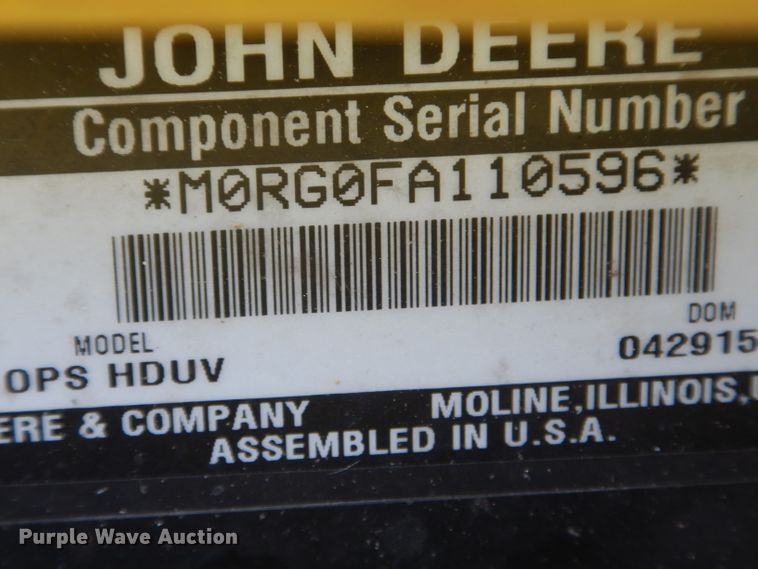 JOHN DEERE
Component Serial Number
*M0RG0FA110596*
MODEL DOM
OPS HDUV 042915
ERE & COMPANY MOLINE,ILLINOIS,U
ASSEMBLED IN U.S.A.
Purple Wave Auction